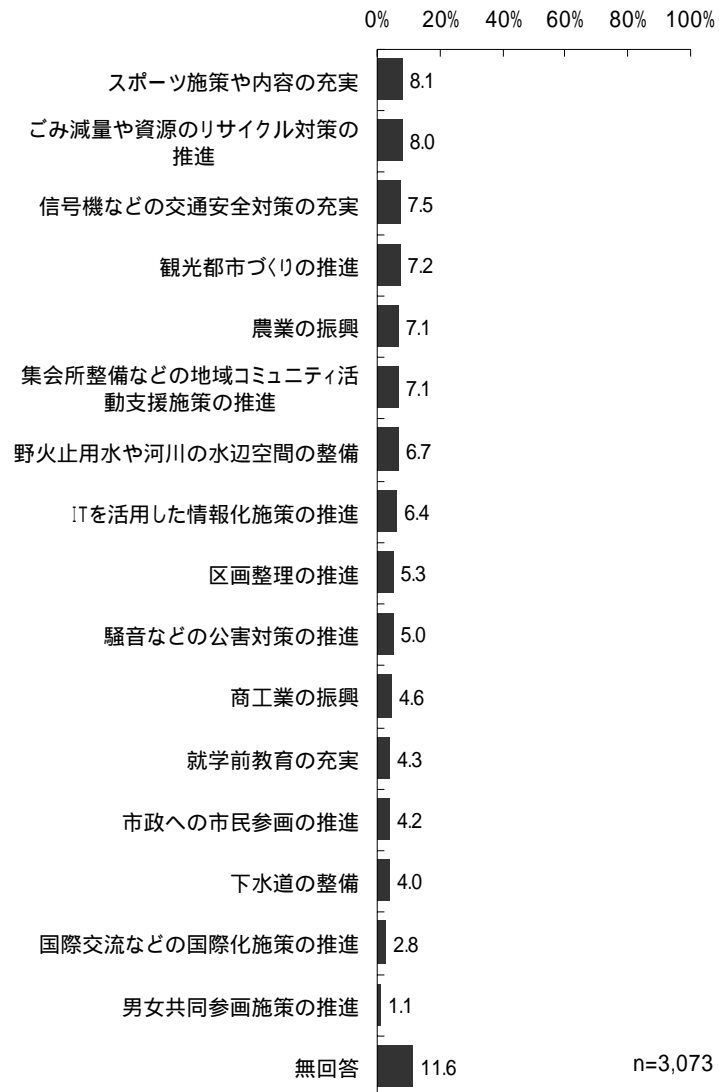 0% 20% 40% 60% 80% 100%
スポーツ施策や内容の充実 8.1
ごみ減量や資源のリサイクル対策の
推進 8.0
信号機などの交通安全対策の充実 7.5
観光都市づくりの推進 7.2
農業の振興 7.1
集会所整備などの地域コミュニティ活
動支援施策の推進 7.1
野火止用水や河川の水辺空間の整備 6.7
ITを活用した情報化施策の推進 6.4
区画整理の推進 5.3
騒音などの公害対策の推進 5.0
商工業の振興 4.6
就学前教育の充実 4.3
市政への市民参画の推進 4.2
下水道の整備 4.0
国際交流などの国際化施策の推進 2.8
男女共同参画施策の推進 1.1
無回答 11.6 n=3,073